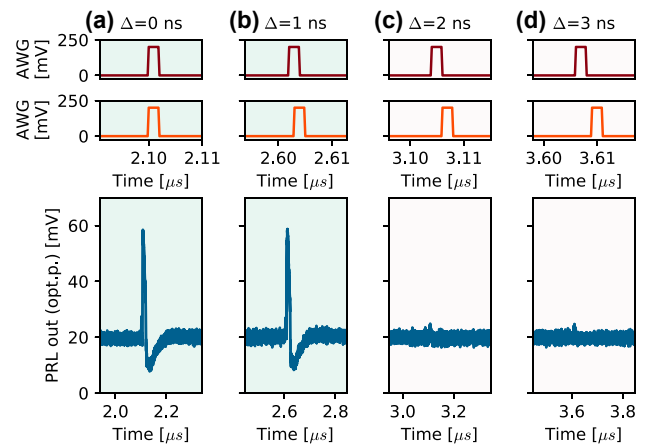 (a) Δ=0 ns (b) Δ=1 ns (c) Δ=2 ns (d) Δ=3 ns
AWG [mV]
250
0
AWG [mV]
250
0
2.10 2.11 2.60 2.61 3.10 3.11 3.60 3.61
Time [μs] Time [μs] Time [μs] Time [μs]
PRL out (opt.p.) [mV]
60
40
20
0
2.0 2.2 2.6 2.8 3.0 3.2 3.6 3.8
Time [μs] Time [μs] Time [μs] Time [μs]